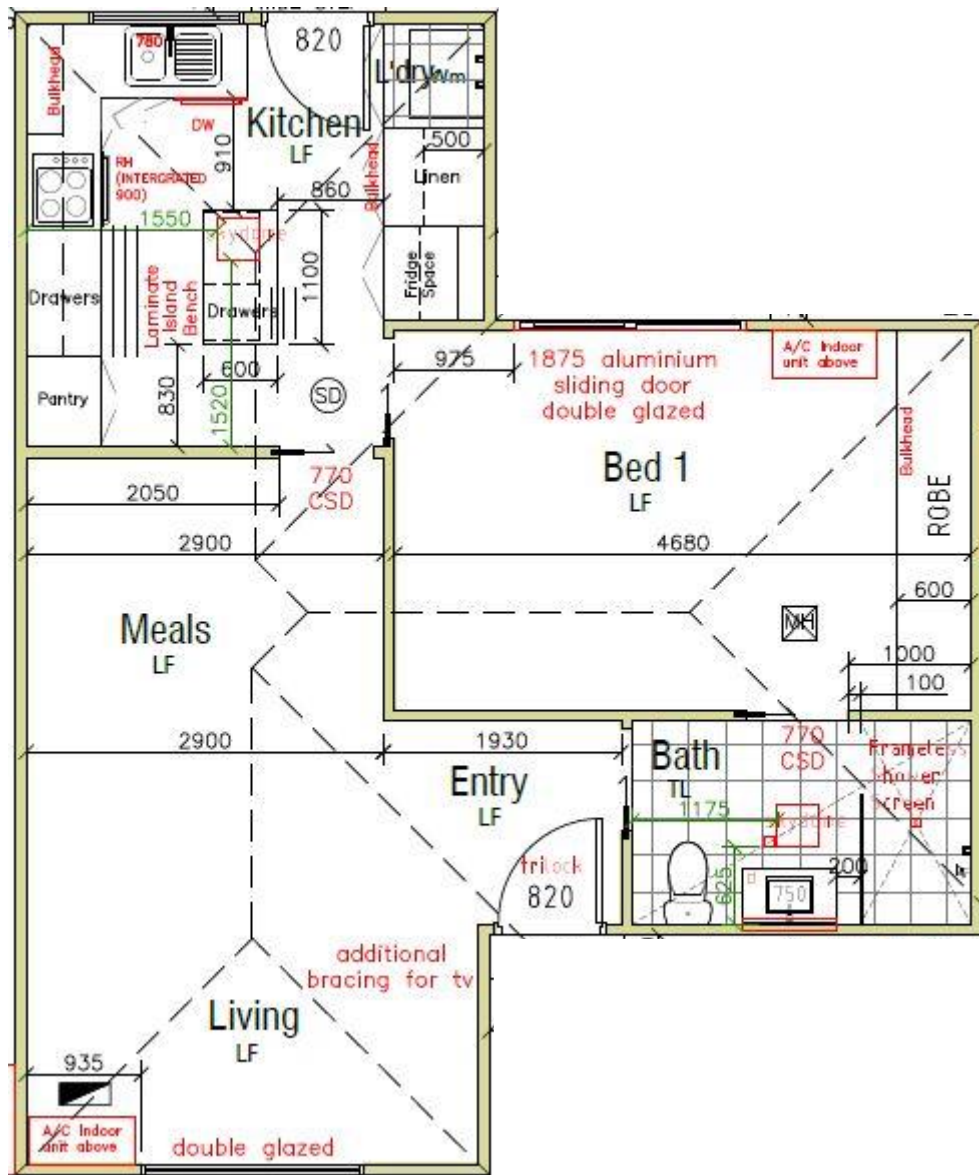 820
780
Bulkhead
L'dry
Wm
Kitchen
LF
DW
910
500
Bulkhead
Linen
RH
(INTERGRATED
900)
860
1550
Fridge
Space
1100
Drawers
Laminate
Island
Bench
Drawers
600
Pantry
830
1520
SD
975
1875 aluminium
sliding door
double glazed
A/C Indoor
unit above
Bed 1
LF
Bulkhead
ROBE
770
CSD
2050
2900
4680
600
Meals
LF
MH
1000
100
2900
1930
Entry
LF
Bath
TL
770
CSD
Frameless
Shower
Screen
1175
trilock
820
625
750
200
additional
bracing for tv
Living
LF
935
A/C Indoor
unit above
double glazed